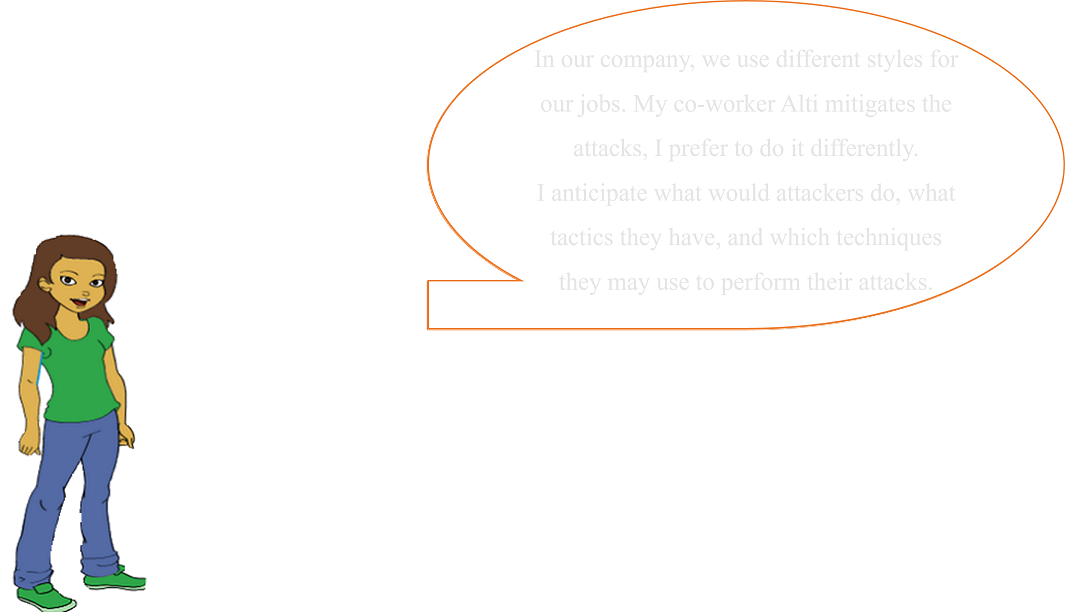 In our company, we use different styles for
our jobs. My co-worker Alti mitigates the
attacks, I prefer to do it differently.
I anticipate what would attackers do, what
tactics they have, and which techniques
they may use to perform their attacks.